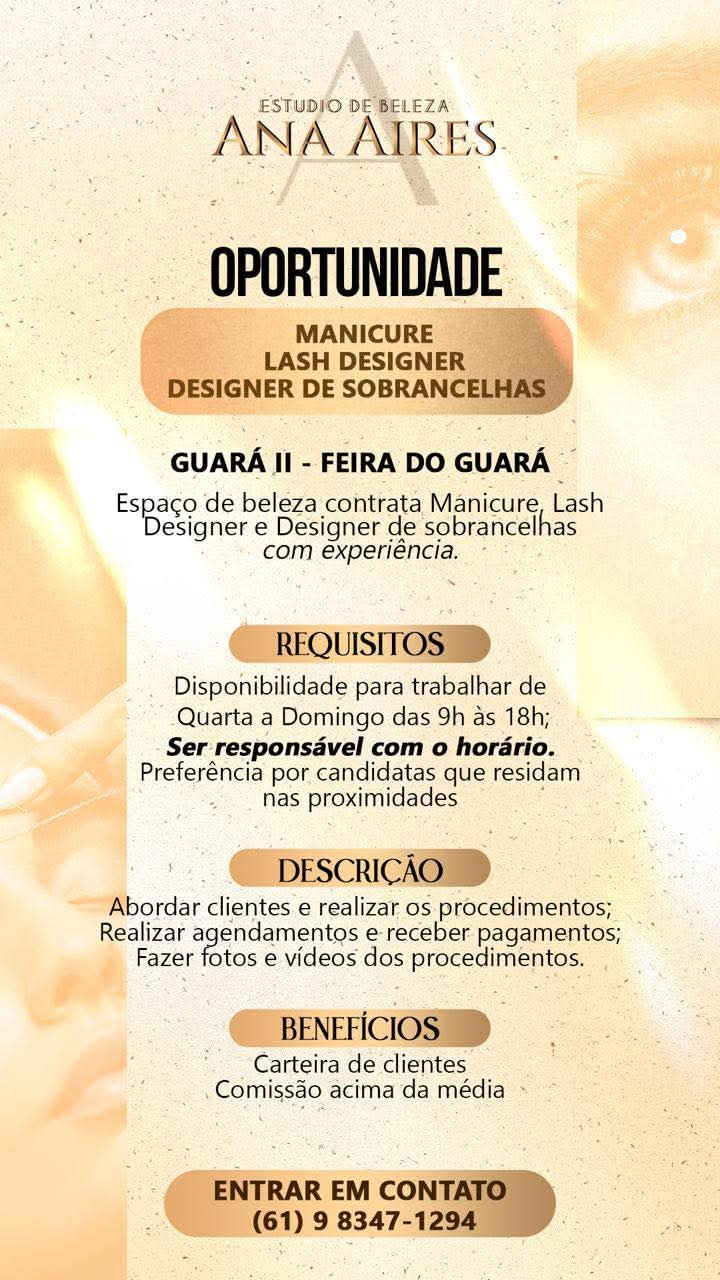 ESTUDIO DE BELEZA
ANA AIRES
OPORTUNIDADE
MANICURE
LASH DESIGNER
DESIGNER DE SOBRANCELHAS
GUARÁ II - FEIRA DO GUARÁ
Espaço de beleza contrata Manicure, Lash
Designer e Designer de sobrancelhas
com experiência.
REQUISITOS
Disponibilidade para trabalhar de
Quarta a Domingo das 9h às 18h;
Ser responsável com o horário.
Preferência por candidatas que residam
nas proximidades
DESCRIÇÃO
Abordar clientes e realizar os procedimentos;
Realizar agendamentos e receber pagamentos;
Fazer fotos e vídeos dos procedimentos.
BENEFÍCIOS
Carteira de clientes
Comissão acima da média
ENTRAR EM CONTATO
(61) 9 8347-1294